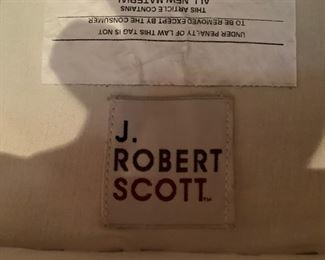 UNDER PENALTY OF LAW THIS TAG IS NOT
TO BE REMOVED EXCEPT BY THE CONSUMER
THIS ARTICLE CONTAINS
ALL NEW MATERIAL
J.
ROBERT
SCOTT™